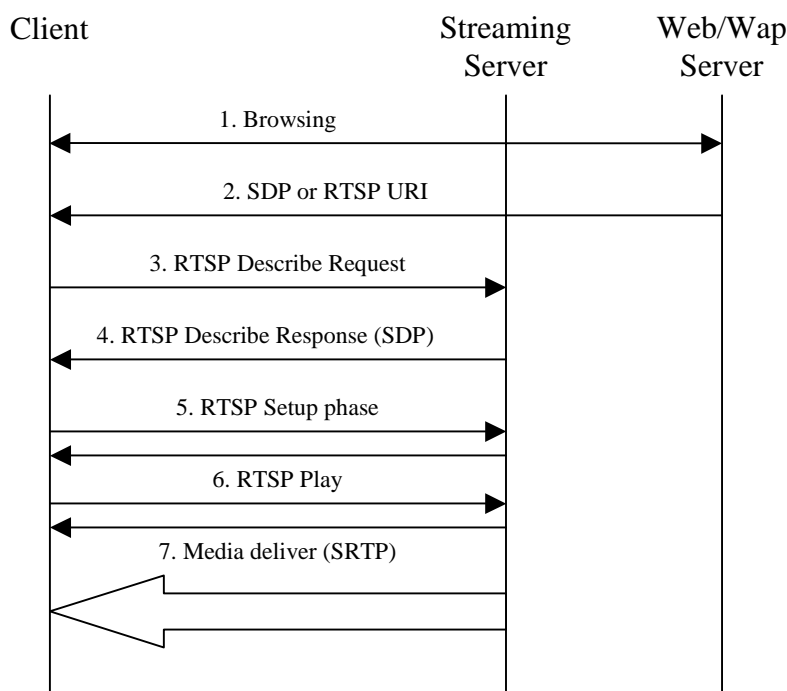 Client
Streaming
Server
Web/Wap
Server
1. Browsing
2. SDP or RTSP URI
3. RTSP Describe Request
4. RTSP Describe Response (SDP)
5. RTSP Setup phase
6. RTSP Play
7. Media deliver (SRTP)